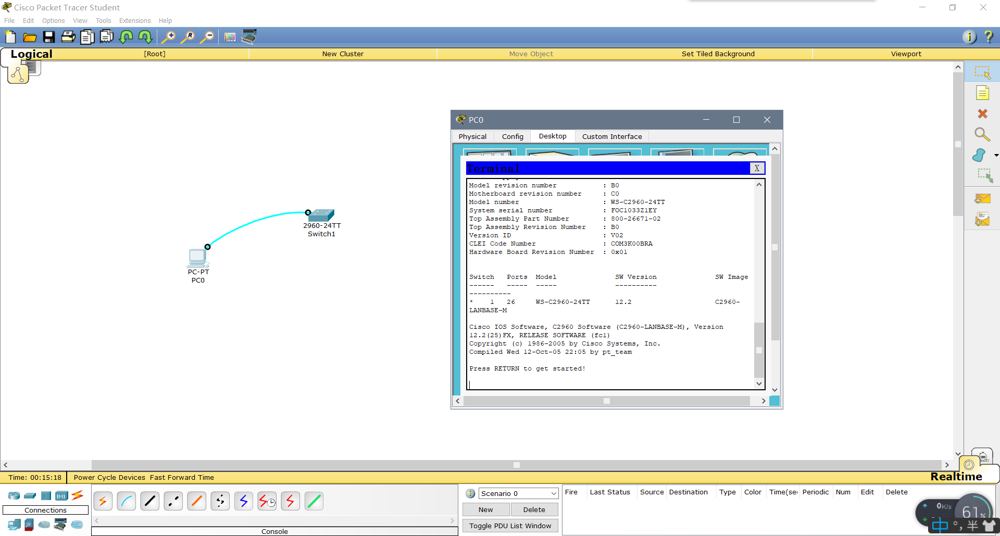 Cisco Packet Tracer Student
File Edit Options View Tools Extensions Help
Logical [Root] New Cluster Move Object Set Tiled Background Viewport
PC0
Physical Config Desktop Custom Interface
Terminal X
Model revision number : B0
Motherboard revision number : C0
Model number : WS-C2960-24TT
System serial number : FOC1033Z1EY
Top Assembly Part Number : 800-26671-02
Top Assembly Revision Number : B0
Version ID : V02
CLEI Code Number : COM3K00BRA
Hardware Board Revision Number : 0x01
Switch Ports Model SW Version SW Image
------ ----- ----- ----------
----------
* 1 26 WS-C2960-24TT 12.2 C2960-
LANBASE-M
Cisco IOS Software, C2960 Software (C2960-LANBASE-M), Version
12.2(25)FX, RELEASE SOFTWARE (fc1)
Copyright (c) 1986-2005 by Cisco Systems, Inc.
Compiled Wed 12-Oct-05 22:05 by pt_team
Press RETURN to get started!
2960-24TT
Switch1
PC-PT
PC0
Time: 00:15:18 Power Cycle Devices Fast Forward Time
Realtime
Connections
Console
Scenario 0
New Delete
Toggle PDU List Window
Fire Last Status Source Destination Type Color Time(se Periodic Num Edit Delete
0K/s
61%
中 °, 半